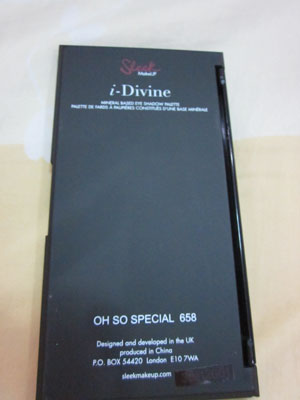 Sleek
MakeUP
i-Divine
MINERAL BASED EYE SHADOW PALETTE
PALETTE DE FARDS À PAUPIÈRES CONSTITUÉS D'UNE BASE MINÉRALE
OH SO SPECIAL 658
Designed and developed in the UK
produced in China
P.O. BOX 54420 London E10 7WA
sleekmakeup.com